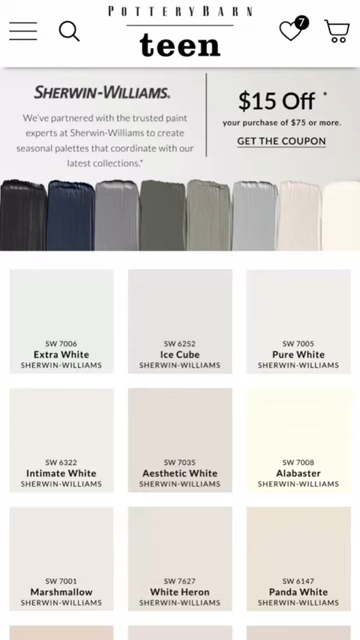 POTTERYBARN
teen
7
SHERWIN-WILLIAMS.
We've partnered with the trusted paint
experts at Sherwin-Williams to create
seasonal palettes that coordinate with our
latest collections.*
$15 Off *
your purchase of $75 or more.
GET THE COUPON
SW 7006
Extra White
SHERWIN-WILLIAMS
SW 6252
Ice Cube
SHERWIN-WILLIAMS
SW 7005
Pure White
SHERWIN-WILLIAMS
SW 6322
Intimate White
SHERWIN-WILLIAMS
SW 7035
Aesthetic White
SHERWIN-WILLIAMS
SW 7008
Alabaster
SHERWIN-WILLIAMS
SW 7001
Marshmallow
SHERWIN-WILLIAMS
SW 7627
White Heron
SHERWIN-WILLIAMS
SW 6147
Panda White
SHERWIN-WILLIAMS